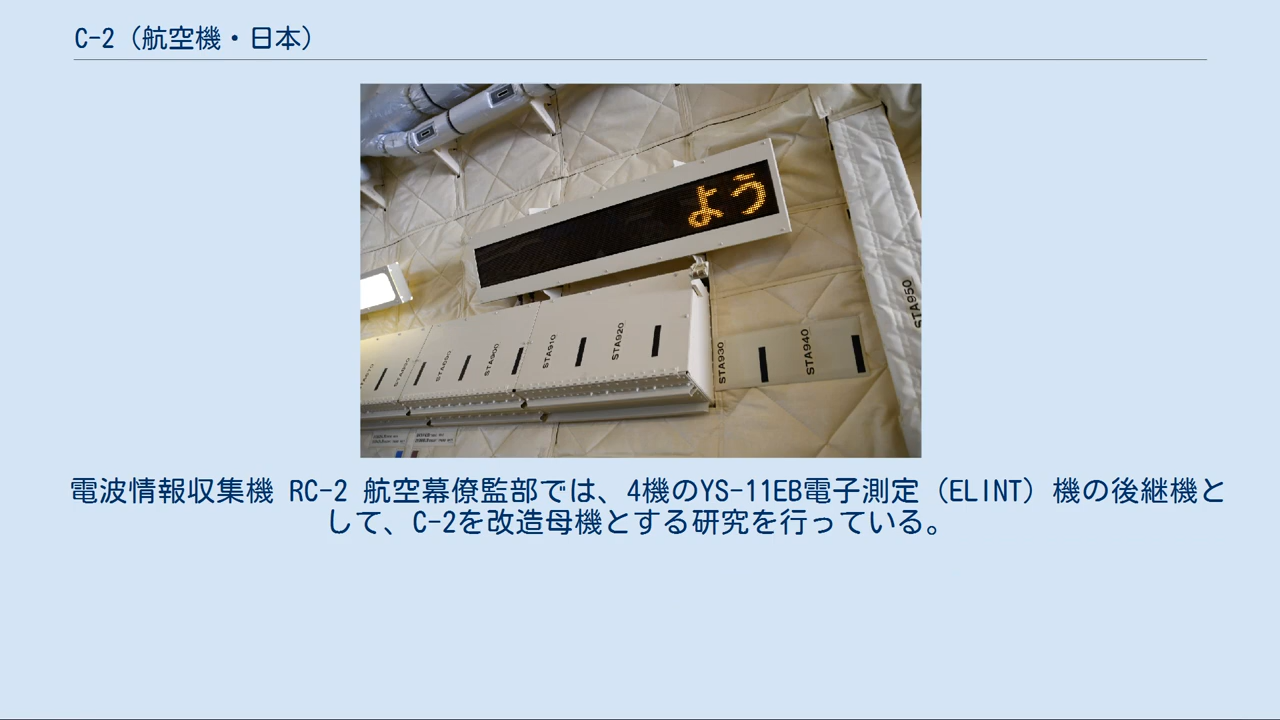 C-2（航空機・日本）
よう
STA950
STA940
STA930
STA920
STA910
STA900
電波情報収集機 RC-2 航空幕僚監部では、4機のYS-11EB電子測定（ELINT）機の後継機と
して、C-2を改造母機とする研究を行っている。